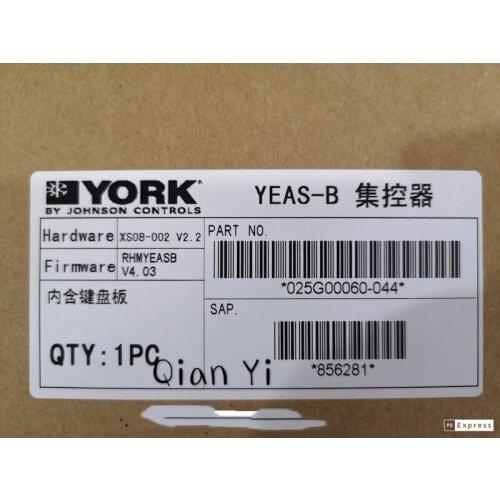 YORK®
BY JOHNSON CONTROLS
YEAS-B 集控器
Hardware XS08-002 V2.2
Firmware RHMYEASB
V4.03
PART NO.
*025G00060-044*
内含键盘板
SAP.
*856281*
QTY:1PC
Qian Yi
PS Express